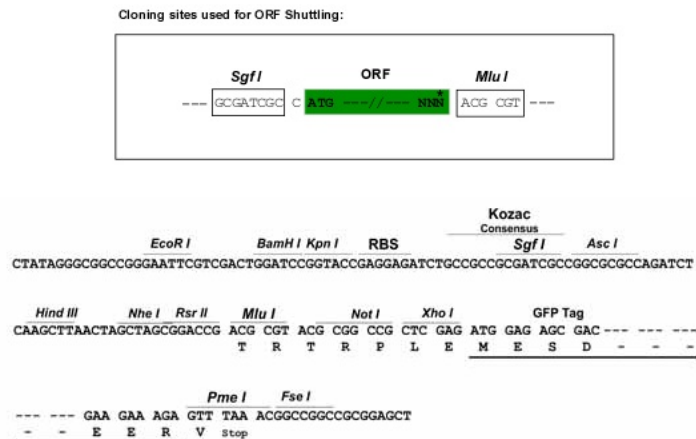 Cloning sites used for ORF Shuttling:
Sgf I ORF Mlu I
--- GCGATCGC C ATG ---//--- NNN* ACG CGT ---
Kozac
Consensus
EcoR I BamH I Kpn I RBS Sgf I Asc I
CTATAGGGCGGCCGGGAATTCGTCGACTGGATCCGGTACCGAGGAGATCTGCCGCCGCGATCGCCGGCGCGCCAGATCT
Hind III Nhe I Rsr II Mlu I Not I Xho I GFP Tag
CAAGCTTAACTAGCTAGCGGACCG ACG CGT ACG CGG CCG CTC GAG ATG GAG AGC GAC--- --- ---
T R T R P L E M E S D - - -
--- --- GAA GAA AGA GTT TAA ACGGCCGGCCGCGGAGCT
- - E E R V Stop
Pme I Fse I